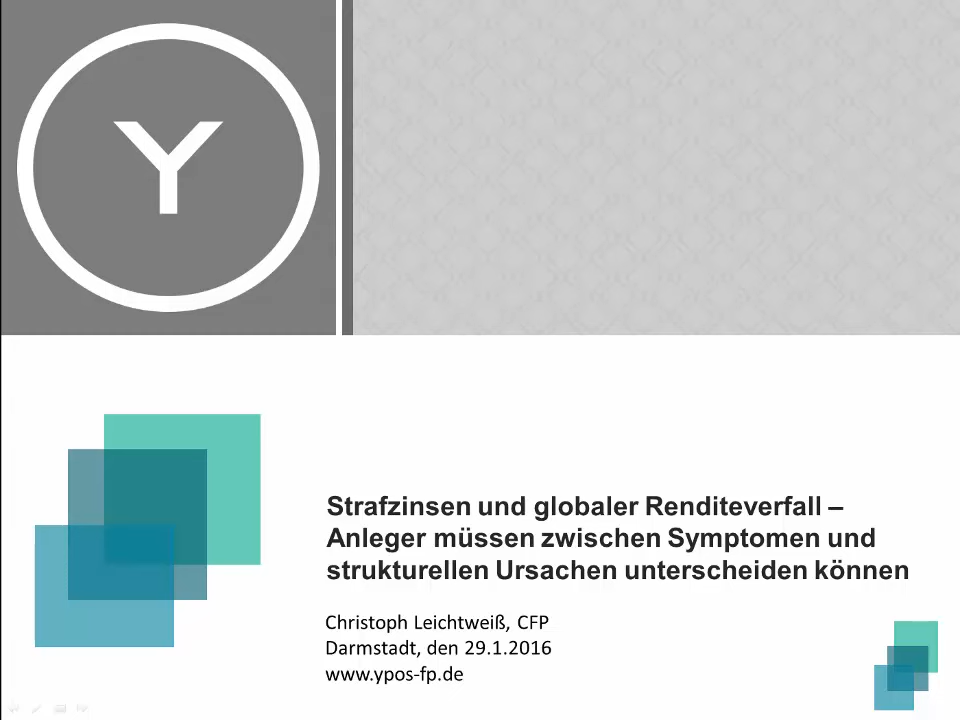 Y
Strafzinsen und globaler Renditeverfall –
Anleger müssen zwischen Symptomen und
strukturellen Ursachen unterscheiden können
Christoph Leichtweiß, CFP
Darmstadt, den 29.1.2016
www.ypos-fp.de